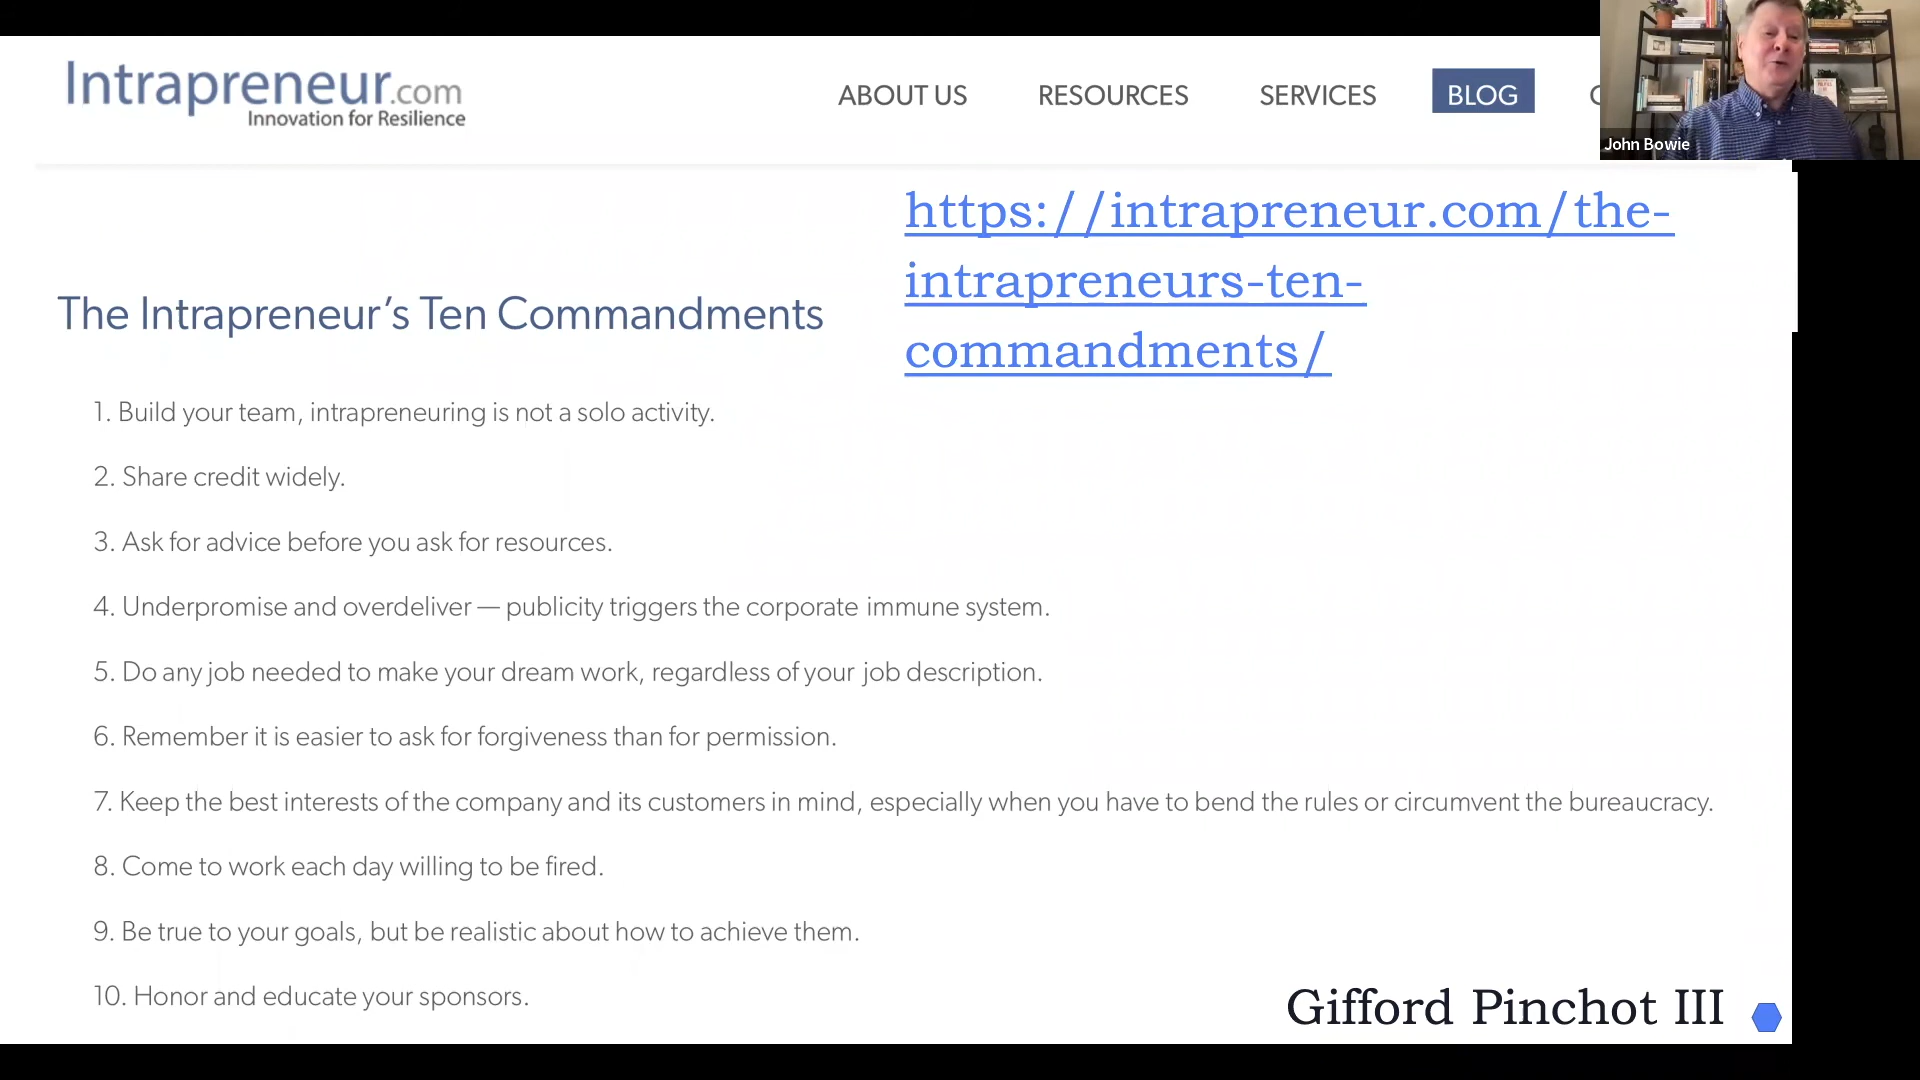 Intrapreneur.com
Innovation for Resilience
ABOUT US
RESOURCES
SERVICES
BLOG
John Bowie
https://intrapreneur.com/the-
intrapreneurs-ten-
commandments/
The Intrapreneur’s Ten Commandments
1. Build your team, intrapreneuring is not a solo activity.
2. Share credit widely.
3. Ask for advice before you ask for resources.
4. Underpromise and overdeliver — publicity triggers the corporate immune system.
5. Do any job needed to make your dream work, regardless of your job description.
6. Remember it is easier to ask for forgiveness than for permission.
7. Keep the best interests of the company and its customers in mind, especially when you have to bend the rules or circumvent the bureaucracy.
8. Come to work each day willing to be fired.
9. Be true to your goals, but be realistic about how to achieve them.
10. Honor and educate your sponsors.
Gifford Pinchot III